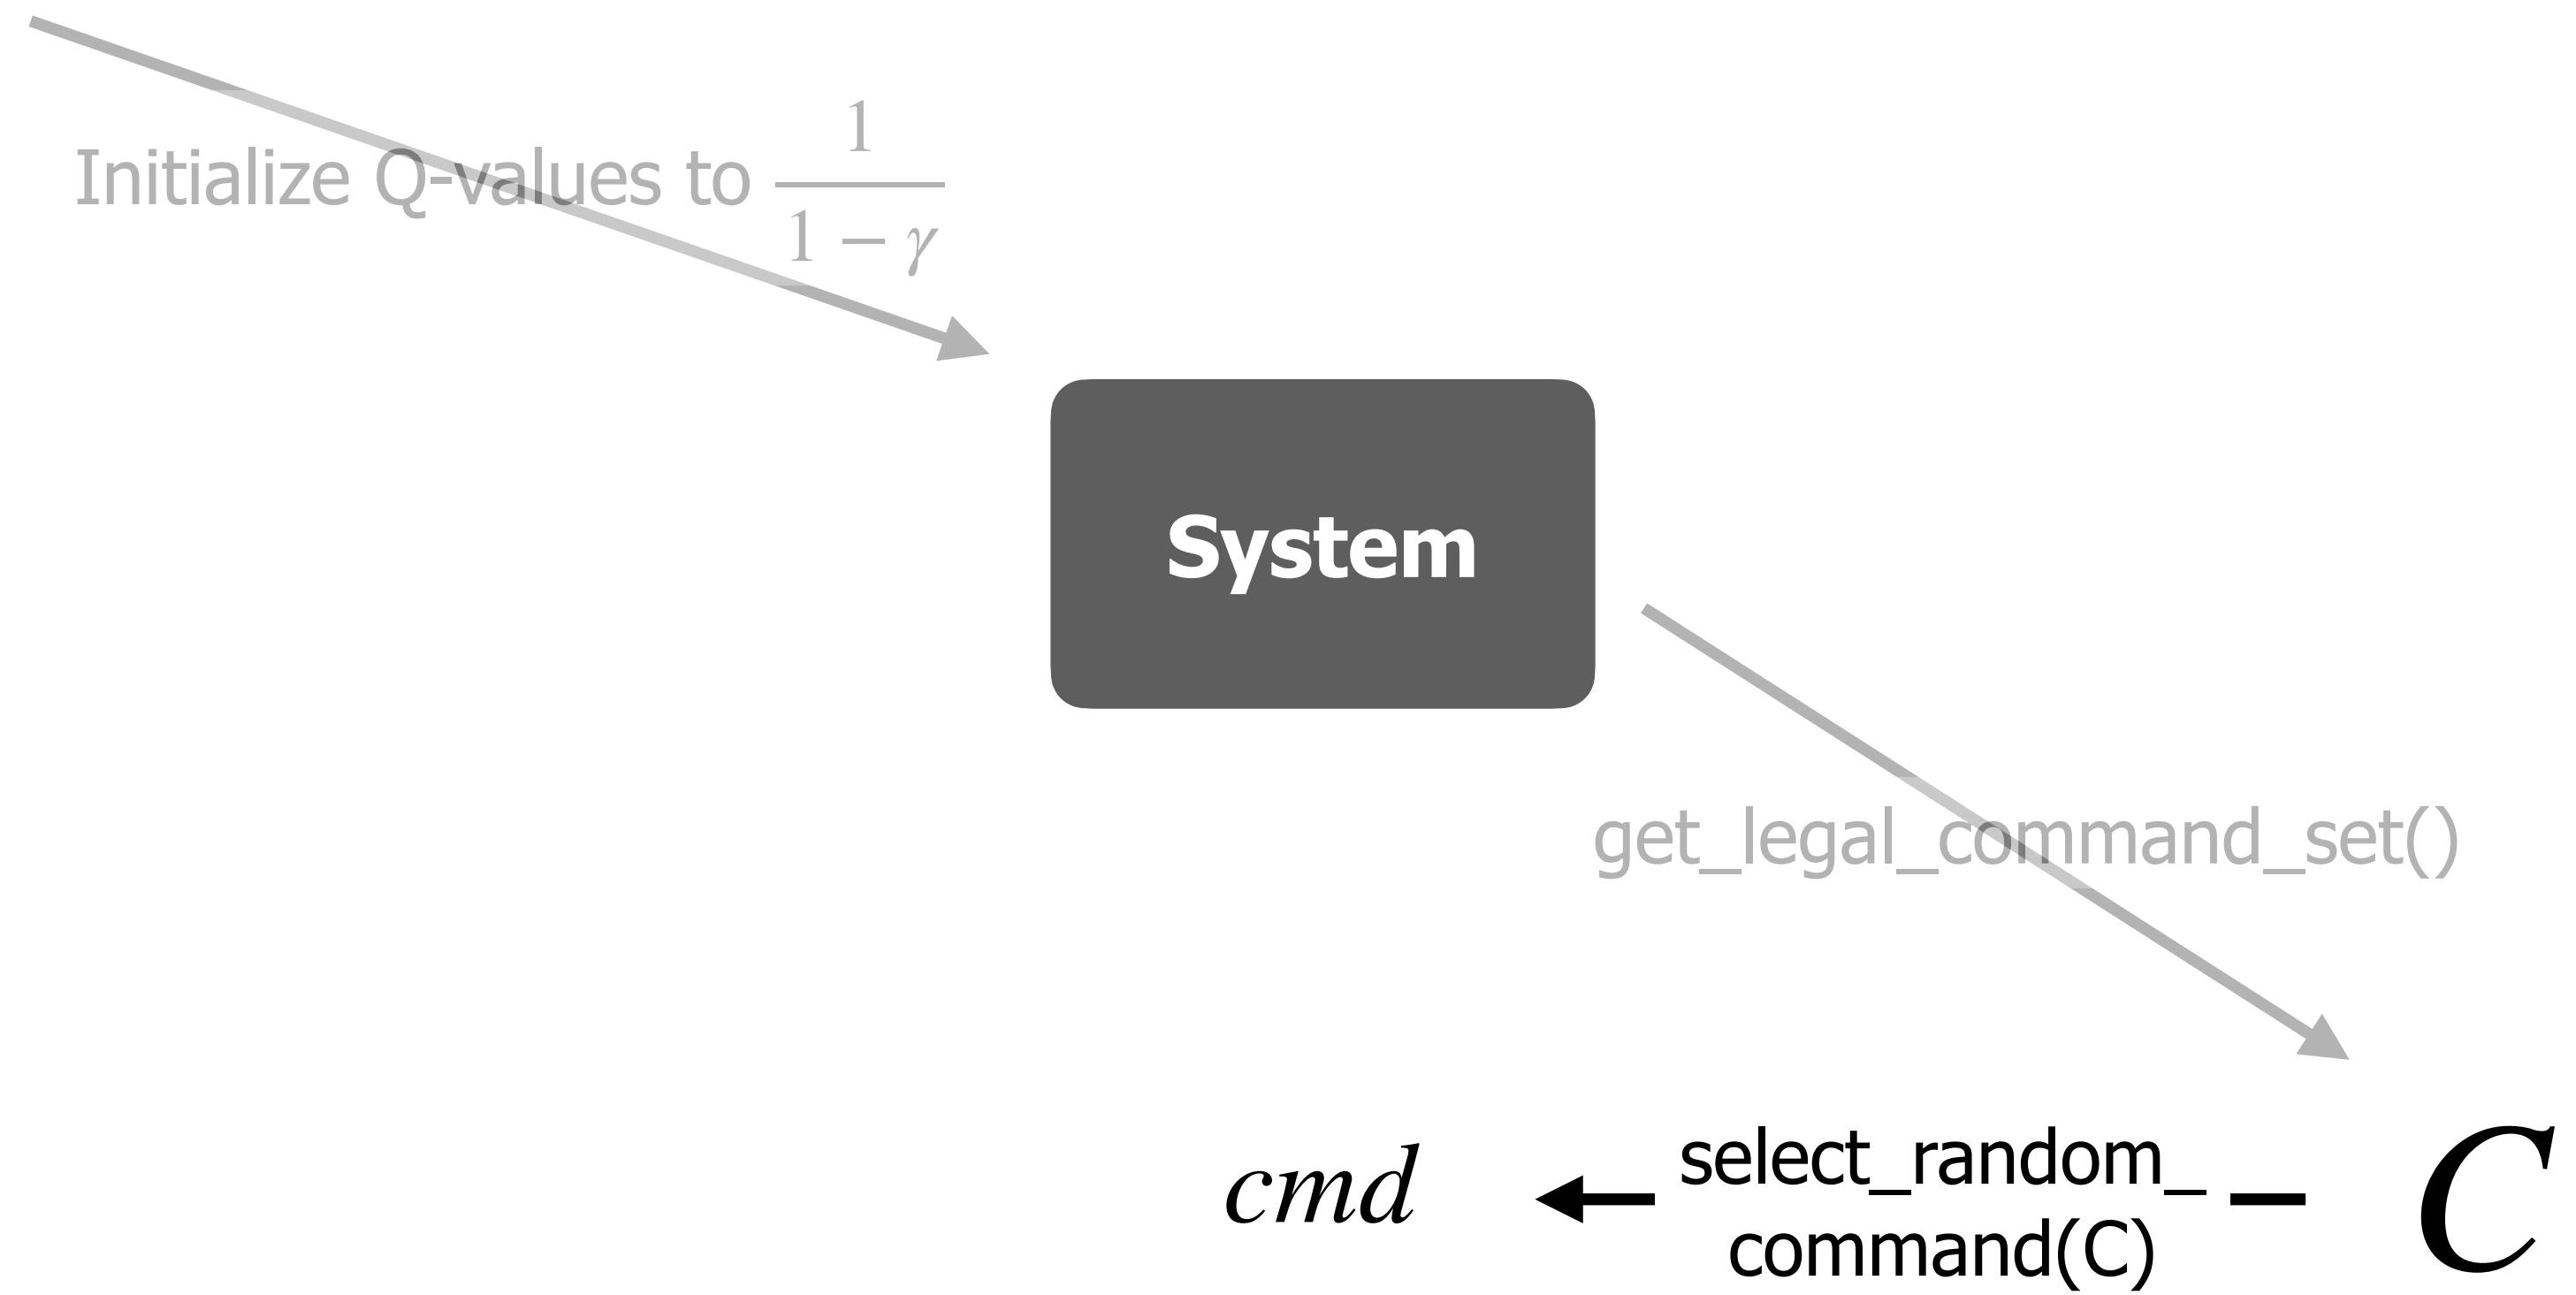 Initialize Q-values to 1
1 − γ
System
get_legal_command_set()
cmd
select_random_
command(C)
C